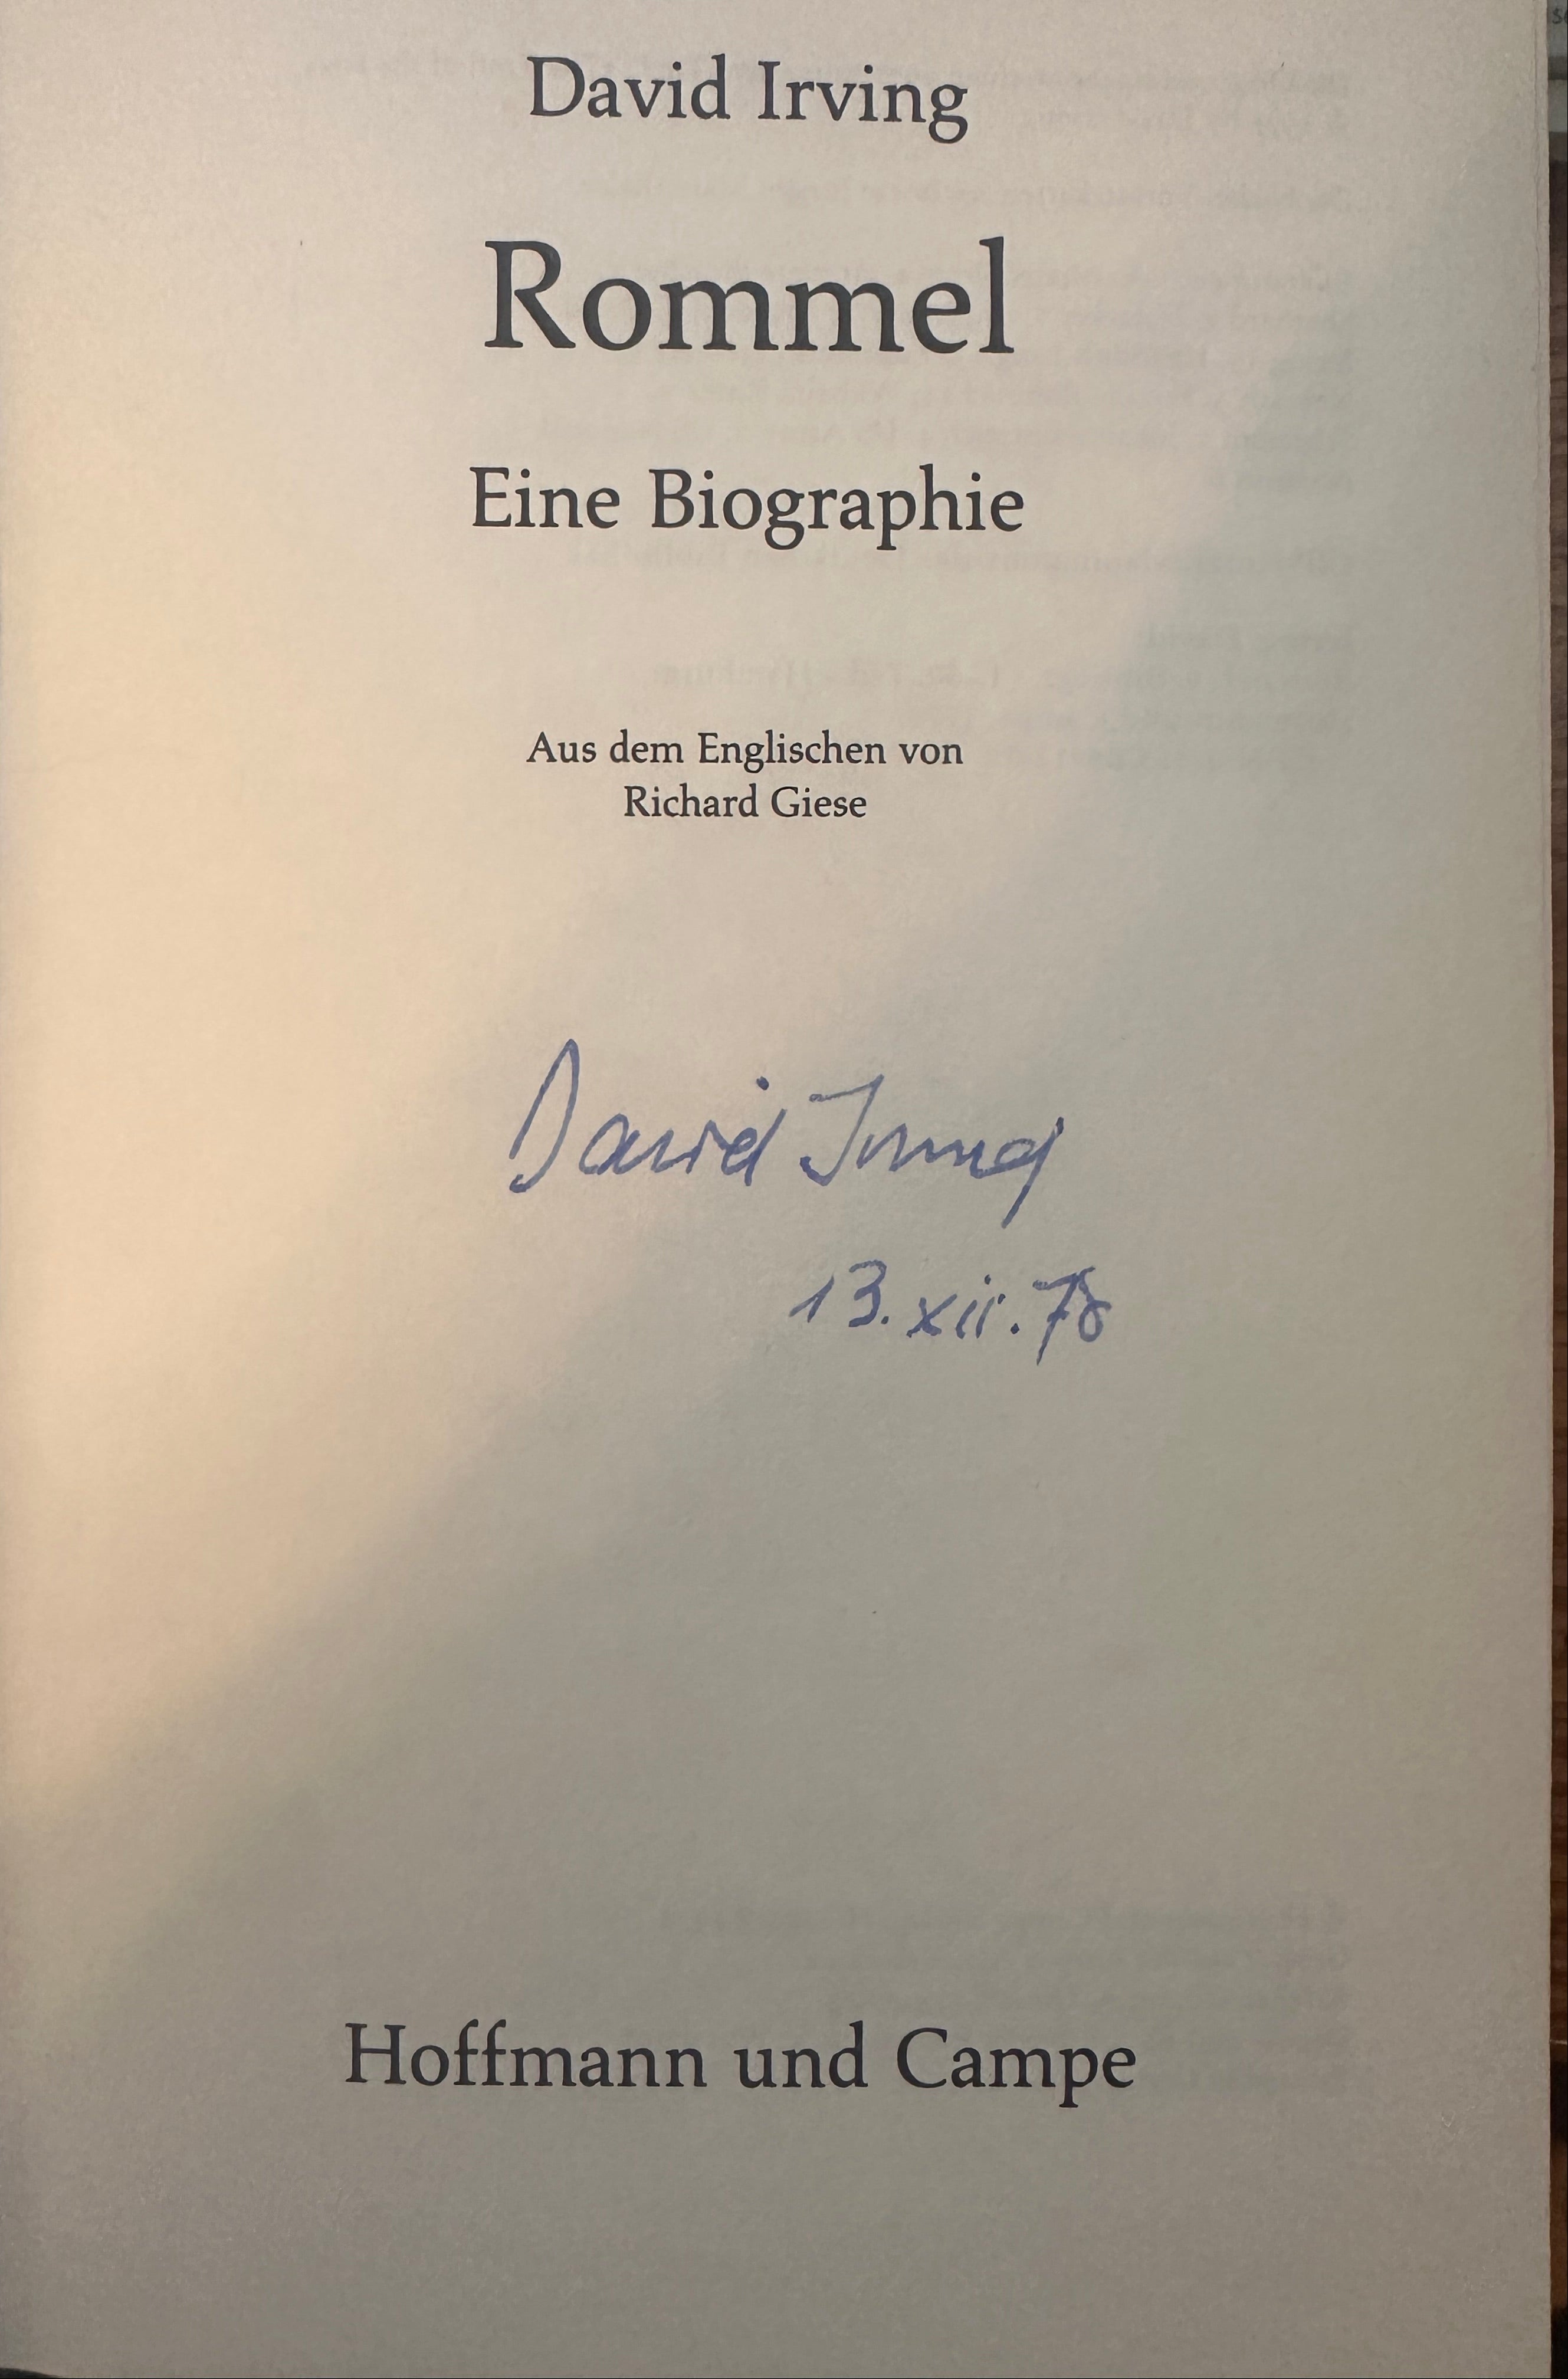 David Irving
Rommel
Eine Biographie
Aus dem Englischen von
Richard Giese
David Irving
13.xii.78
Hoffmann und Campe